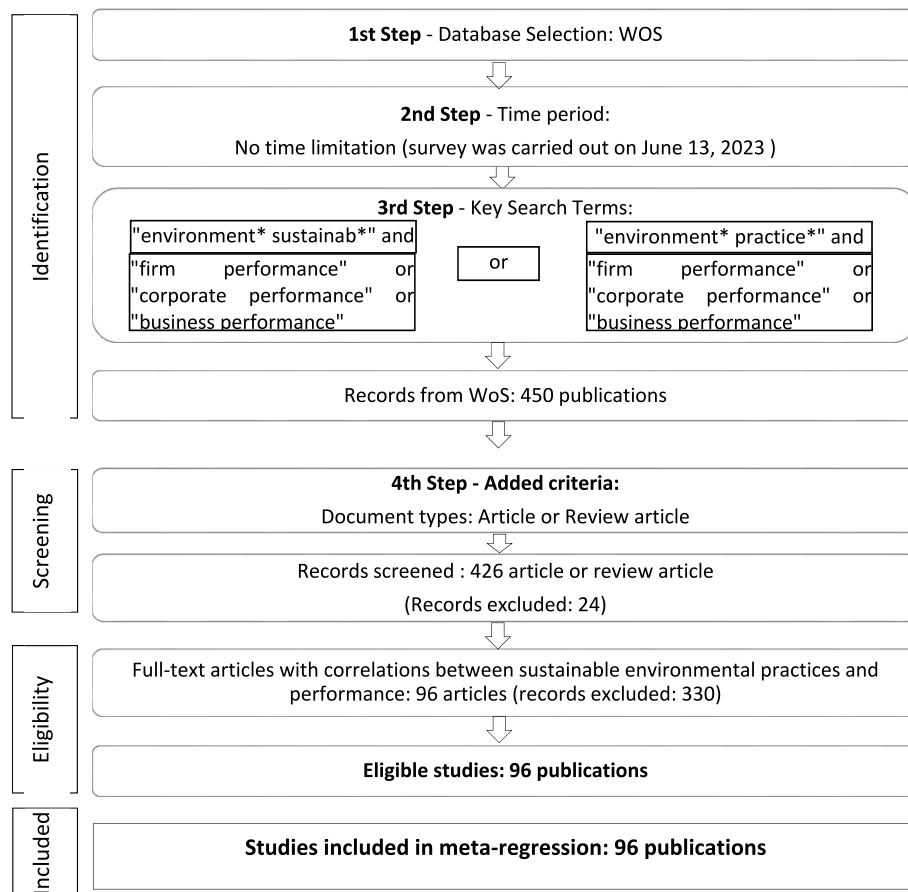 Identification
1st Step - Database Selection: WOS
2nd Step - Time period:
No time limitation (survey was carried out on June 13, 2023 )
3rd Step - Key Search Terms:
"environment* sustainab*" and
"firm performance" or
"corporate performance" or
"business performance"
or
"environment* practice*" and
"firm performance" or
"corporate performance" or
"business performance"
Records from WoS: 450 publications
Screening
4th Step - Added criteria:
Document types: Article or Review article
Records screened : 426 article or review article
(Records excluded: 24)
Eligibility
Full-text articles with correlations between sustainable environmental practices and
performance: 96 articles (records excluded: 330)
Eligible studies: 96 publications
Included
Studies included in meta-regression: 96 publications